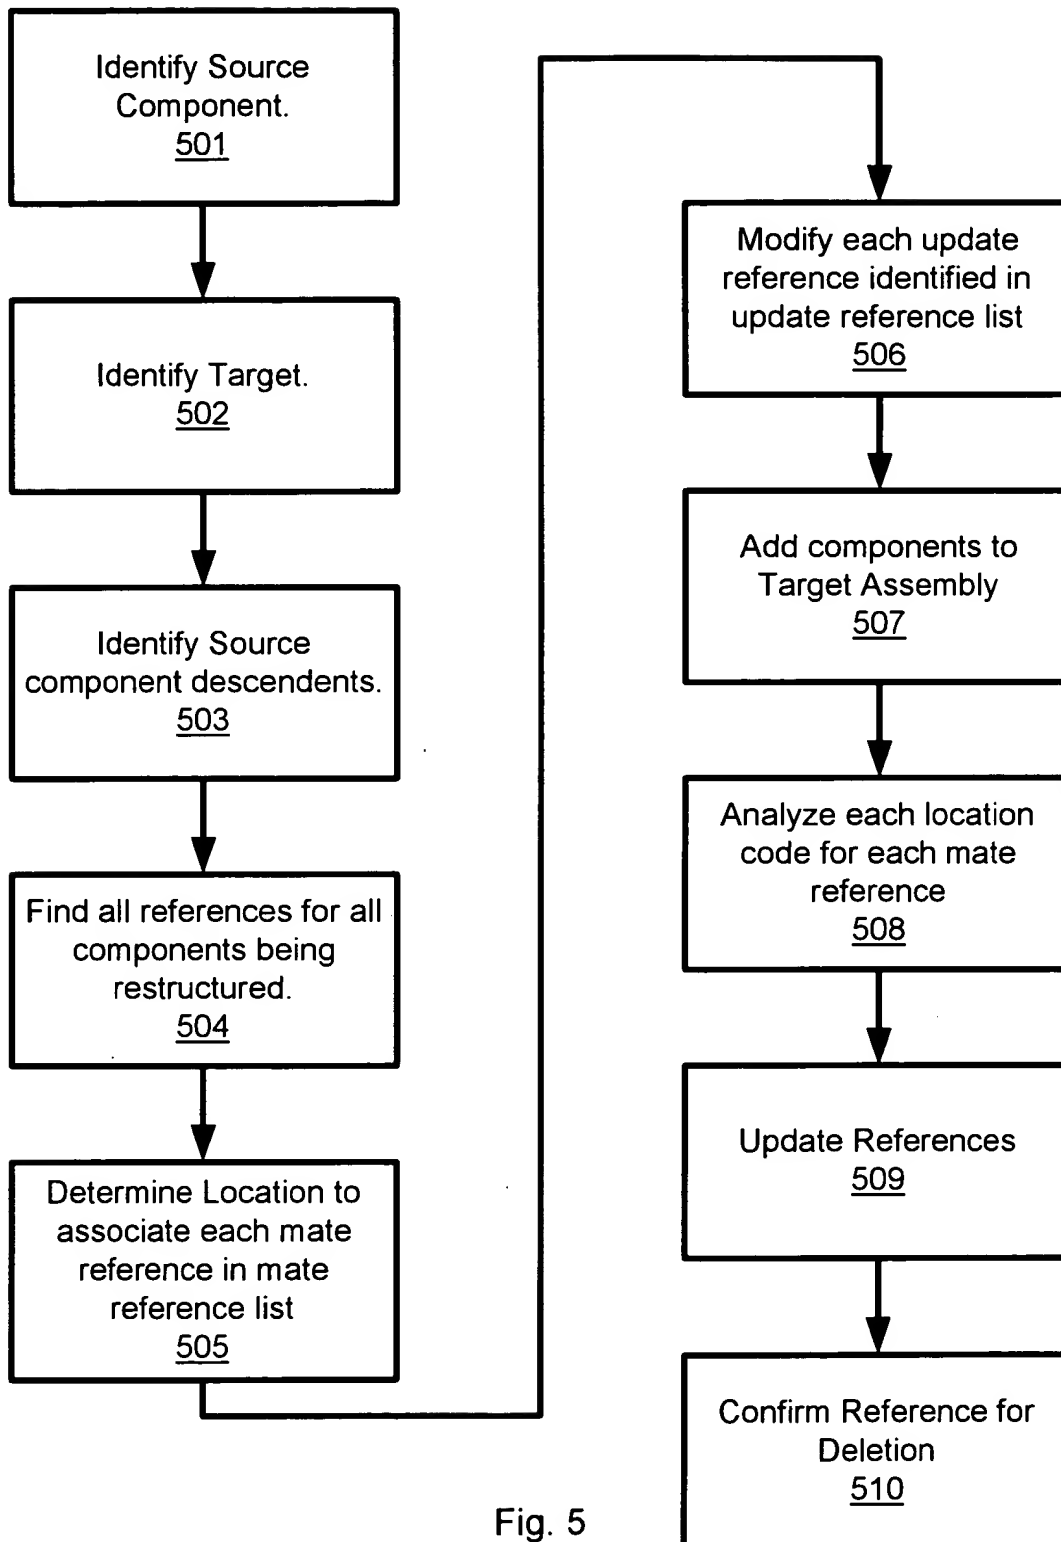 Identify Source
Component.
501
Identify Target.
502
Identify Source
component descendents.
503
Find all references for all
components being
restructured.
504
Determine Location to
associate each mate
reference in mate
reference list
505
Modify each update
reference identified in
update reference list
506
Add components to
Target Assembly
507
Analyze each location
code for each mate
reference
508
Update References
509
Confirm Reference for
Deletion
510
Fig. 5